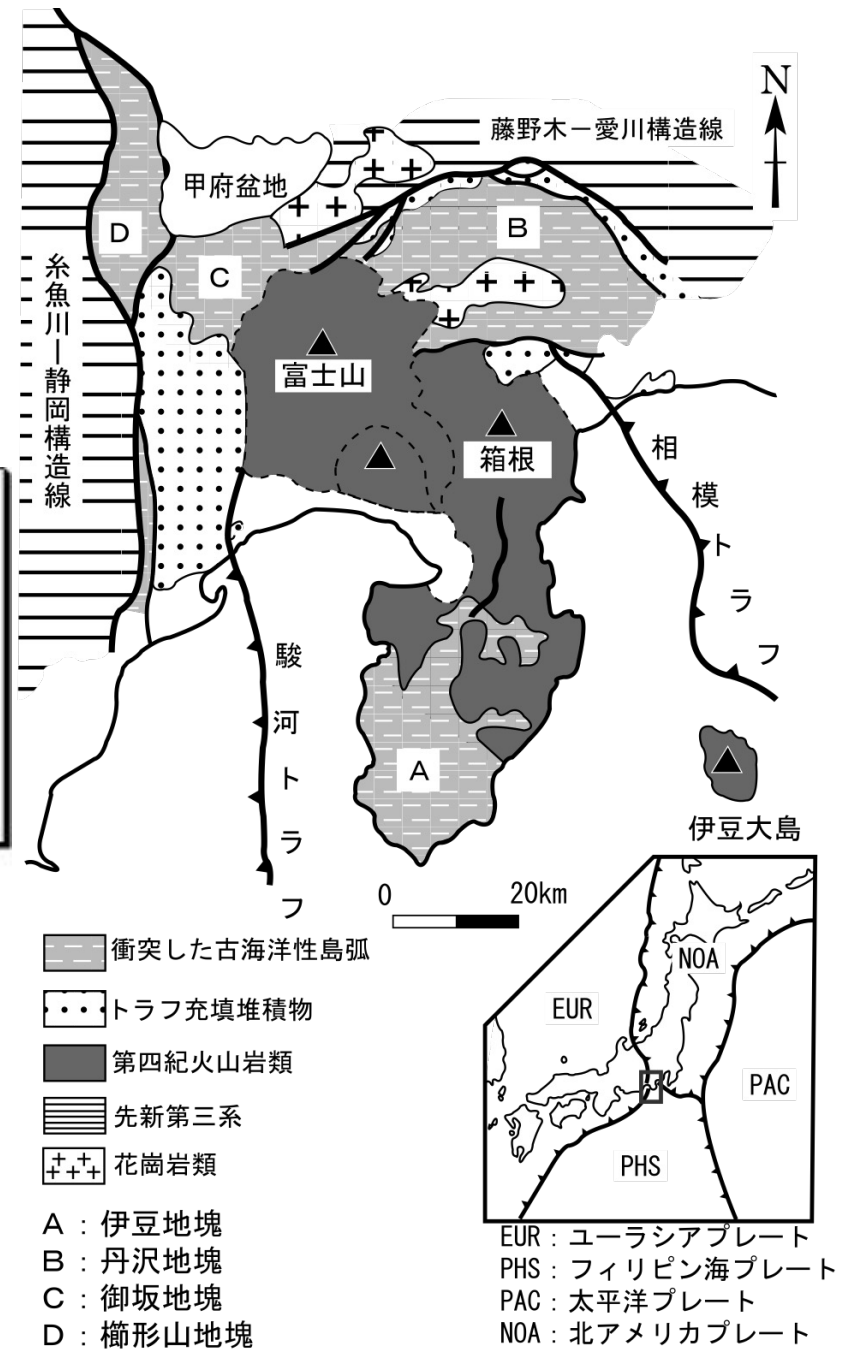 N
藤野木－愛川構造線
甲府盆地
D
B
C
糸魚川－静岡構造線
富士山
箱根
相模トラフ
駿河トラフ
A
伊豆大島
0 20km
衝突した古海洋性島弧
トラフ充填堆積物
第四紀火山岩類
先新第三系
花崗岩類
A：伊豆地塊
B：丹沢地塊
C：御坂地塊
D：櫛形山地塊
NOA
EUR
PAC
PHS
EUR：ユーラシアプレート
PHS：フィリピン海プレート
PAC：太平洋プレート
NOA：北アメリカプレート